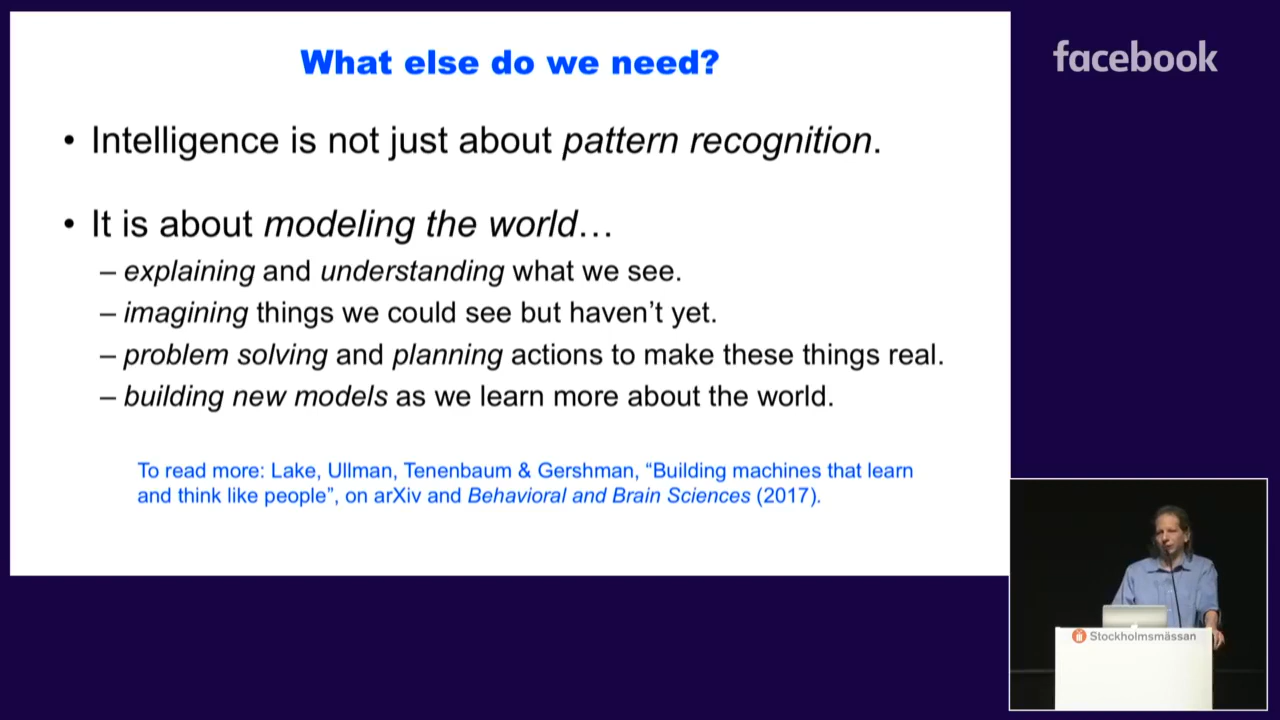 What else do we need?
facebook
• Intelligence is not just about pattern recognition.
• It is about modeling the world…
– explaining and understanding what we see.
– imagining things we could see but haven’t yet.
– problem solving and planning actions to make these things real.
– building new models as we learn more about the world.
To read more: Lake, Ullman, Tenenbaum & Gershman, “Building machines that learn
and think like people”, on arXiv and Behavioral and Brain Sciences (2017).
Stockholmsmässan